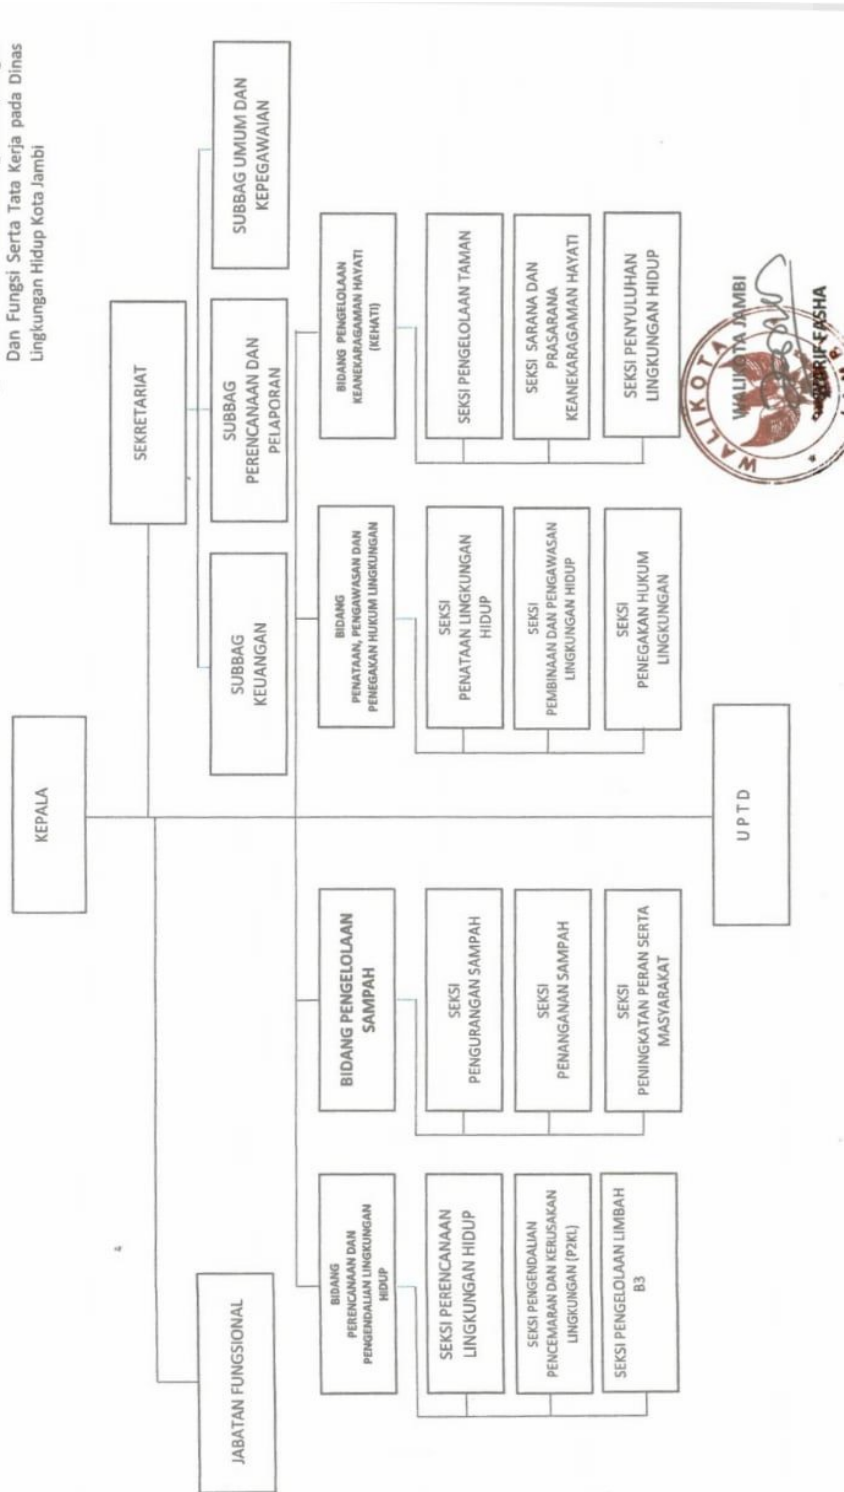 Dan Fungsi Serta Tata Kerja pada Dinas
Lingkungan Hidup Kota Jambi
KEPALA
SEKRETARIAT
JABATAN FUNGSIONAL
SUBBAG
KEUANGAN
SUBBAG
PERENCANAAN DAN
PELAPORAN
SUBBAG UMUM DAN
KEPEGAWAIAN
BIDANG
PERENCANAAN DAN
PENGENDALIAN LINGKUNGAN
HIDUP
SEKSI PERENCANAAN
LINGKUNGAN HIDUP
SEKSI PENGENDALIAN
PENCEMARAN DAN KERUSAKAN
LINGKUNGAN (P2KL)
SEKSI PENGELOLAAN LIMBAH
B3
BIDANG PENGELOLAAN
SAMPAH
SEKSI
PENGURANGAN SAMPAH
SEKSI
PENANGANAN SAMPAH
SEKSI
PENINGKATAN PERAN SERTA
MASYARAKAT
BIDANG
PENATAAN, PENGAWASAN DAN
PENEGAKAN HUKUM LINGKUNGAN
SEKSI
PENATAAN LINGKUNGAN
HIDUP
SEKSI
PEMBINAAN DAN PENGAWASAN
LINGKUNGAN HIDUP
SEKSI
PENEGAKAN HUKUM
LINGKUNGAN
BIDANG PENGELOLAAN
KEANEKARAGAMAN HAYATI
(KEHATI)
SEKSI PENGELOLAAN TAMAN
SEKSI SARANA DAN
PRASARANA
KEANEKARAGAMAN HAYATI
SEKSI PENYULUHAN
LINGKUNGAN HIDUP
U P T D
WALIKOTA JAMBI
WALIKOTA
FASHA